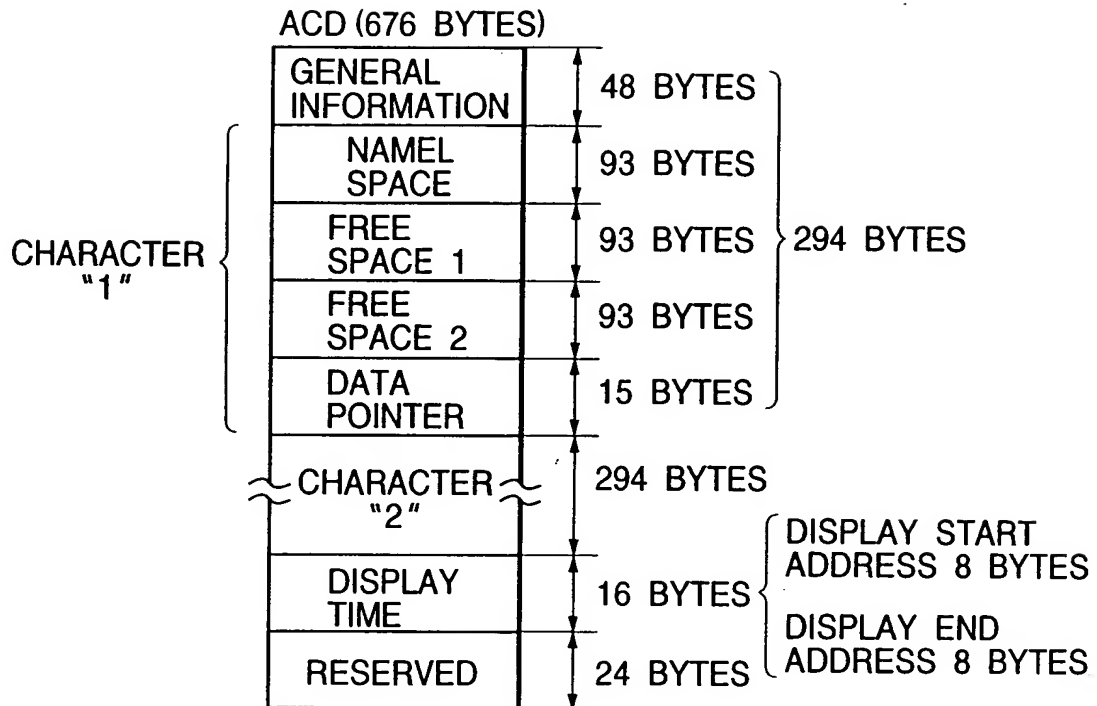 ACD (676 BYTES)
GENERAL
INFORMATION
48 BYTES
NAMEL
SPACE
93 BYTES
CHARACTER
"1"
FREE
SPACE 1
93 BYTES
294 BYTES
FREE
SPACE 2
93 BYTES
DATA
POINTER
15 BYTES
CHARACTER
"2"
294 BYTES
DISPLAY
TIME
16 BYTES
DISPLAY START
ADDRESS 8 BYTES
DISPLAY END
ADDRESS 8 BYTES
RESERVED
24 BYTES